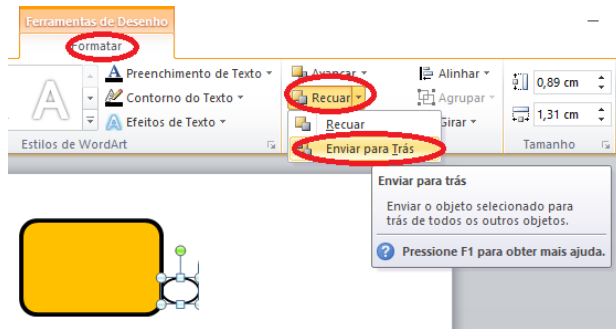 Ferramentas de Desenho
Formatar
A Preenchimento de Texto
Contorno do Texto
A Efeitos de Texto
A
Estilos de WordArt
Avançar
Recuar
Recuar
Enviar para Trás
Alinhar
Agrupar
Girar
0,89 cm
1,31 cm
Tamanho
Enviar para trás
Enviar o objeto selecionado para
trás de todos os outros objetos.
Pressione F1 para obter mais ajuda.